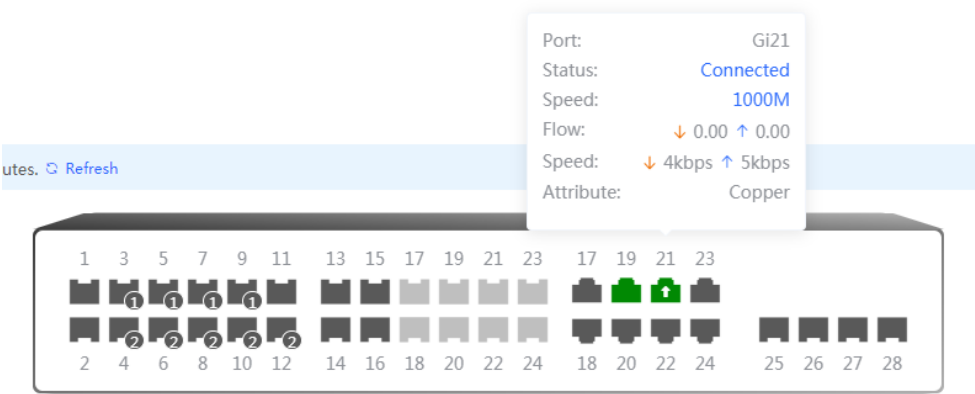 Port: Gi21
Status: Connected
Speed: 1000M
Flow: ↓ 0.00 ↑ 0.00
utes. Refresh
Speed: ↓ 4kbps ↑ 5kbps
Attribute: Copper
1 3 5 7 9 11 13 15 17 19 21 23 17 19 21 23
1 1 1 1
2 2 2 2 2
2 4 6 8 10 12 14 16 18 20 22 24 18 20 22 24 25 26 27 28